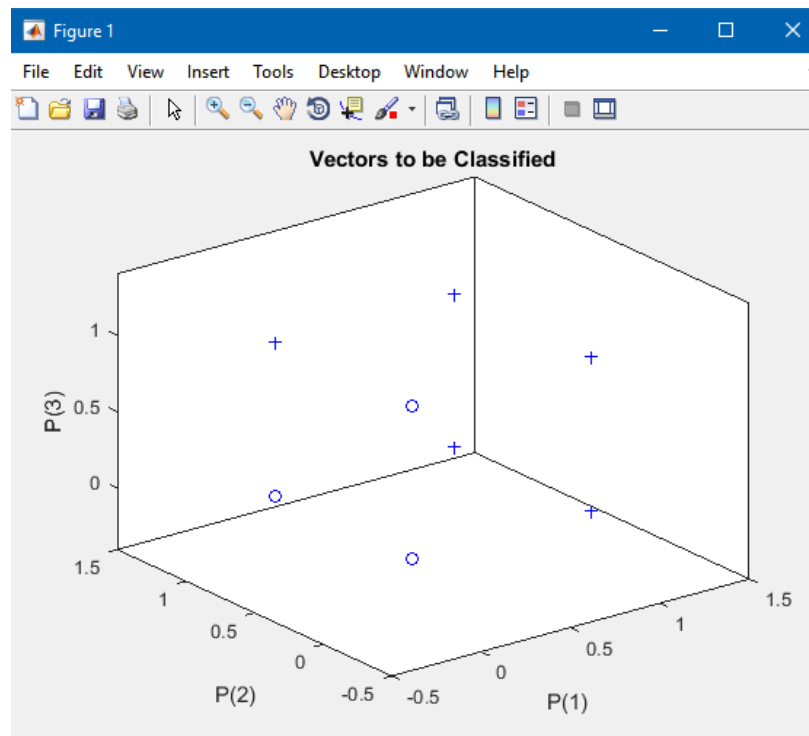 Figure 1
File Edit View Insert Tools Desktop Window Help
Vectors to be Classified
1
0.5
0
P(3)
1.5
1
0.5
0
-0.5
P(2)
-0.5
0
0.5
1
1.5
P(1)